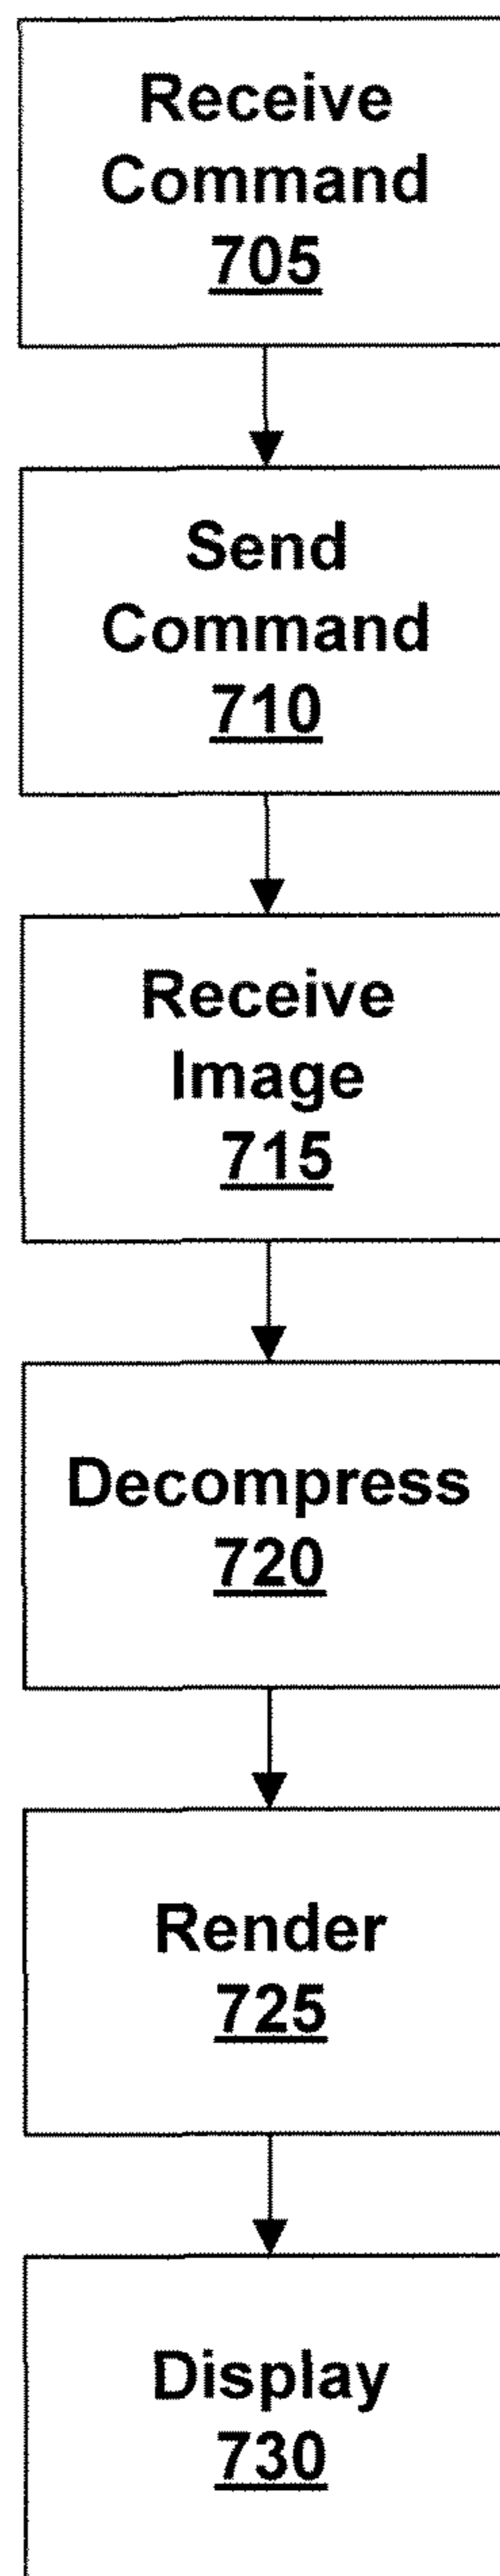 Receive
Command
705
Send
Command
710
Receive
Image
715
Decompress
720
Render
725
Display
730